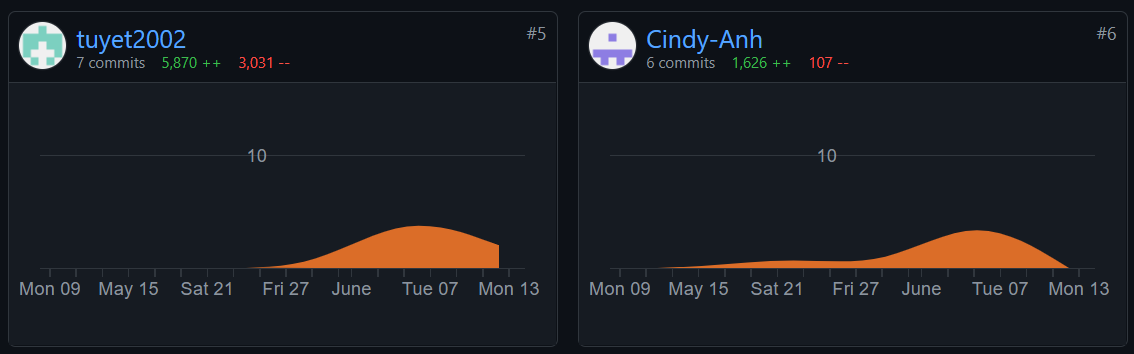 tuyet2002 #5
7 commits 5,870 ++ 3,031 --
10
Mon 09 May 15 Sat 21 Fri 27 June Tue 07 Mon 13
Cindy-Anh #6
6 commits 1,626 ++ 107 --
10
Mon 09 May 15 Sat 21 Fri 27 June Tue 07 Mon 13